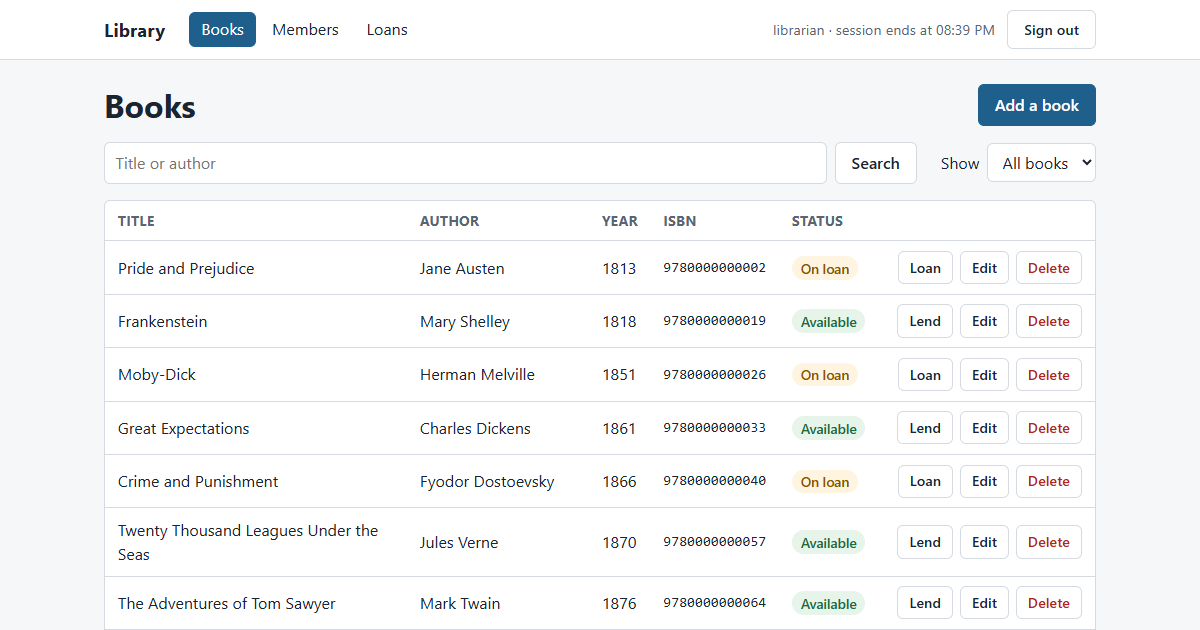 Library Books Members Loans librarian · session ends at 08:39 PM Sign out
Books Add a book
Title or author Search Show All books
TITLE AUTHOR YEAR ISBN STATUS
Pride and Prejudice Jane Austen 1813 9780000000002 On loan Loan Edit Delete
Frankenstein Mary Shelley 1818 9780000000019 Available Lend Edit Delete
Moby-Dick Herman Melville 1851 9780000000026 On loan Loan Edit Delete
Great Expectations Charles Dickens 1861 9780000000033 Available Lend Edit Delete
Crime and Punishment Fyodor Dostoevsky 1866 9780000000040 On loan Loan Edit Delete
Twenty Thousand Leagues Under the
Seas Jules Verne 1870 9780000000057 Available Lend Edit Delete
The Adventures of Tom Sawyer Mark Twain 1876 9780000000064 Available Lend Edit Delete